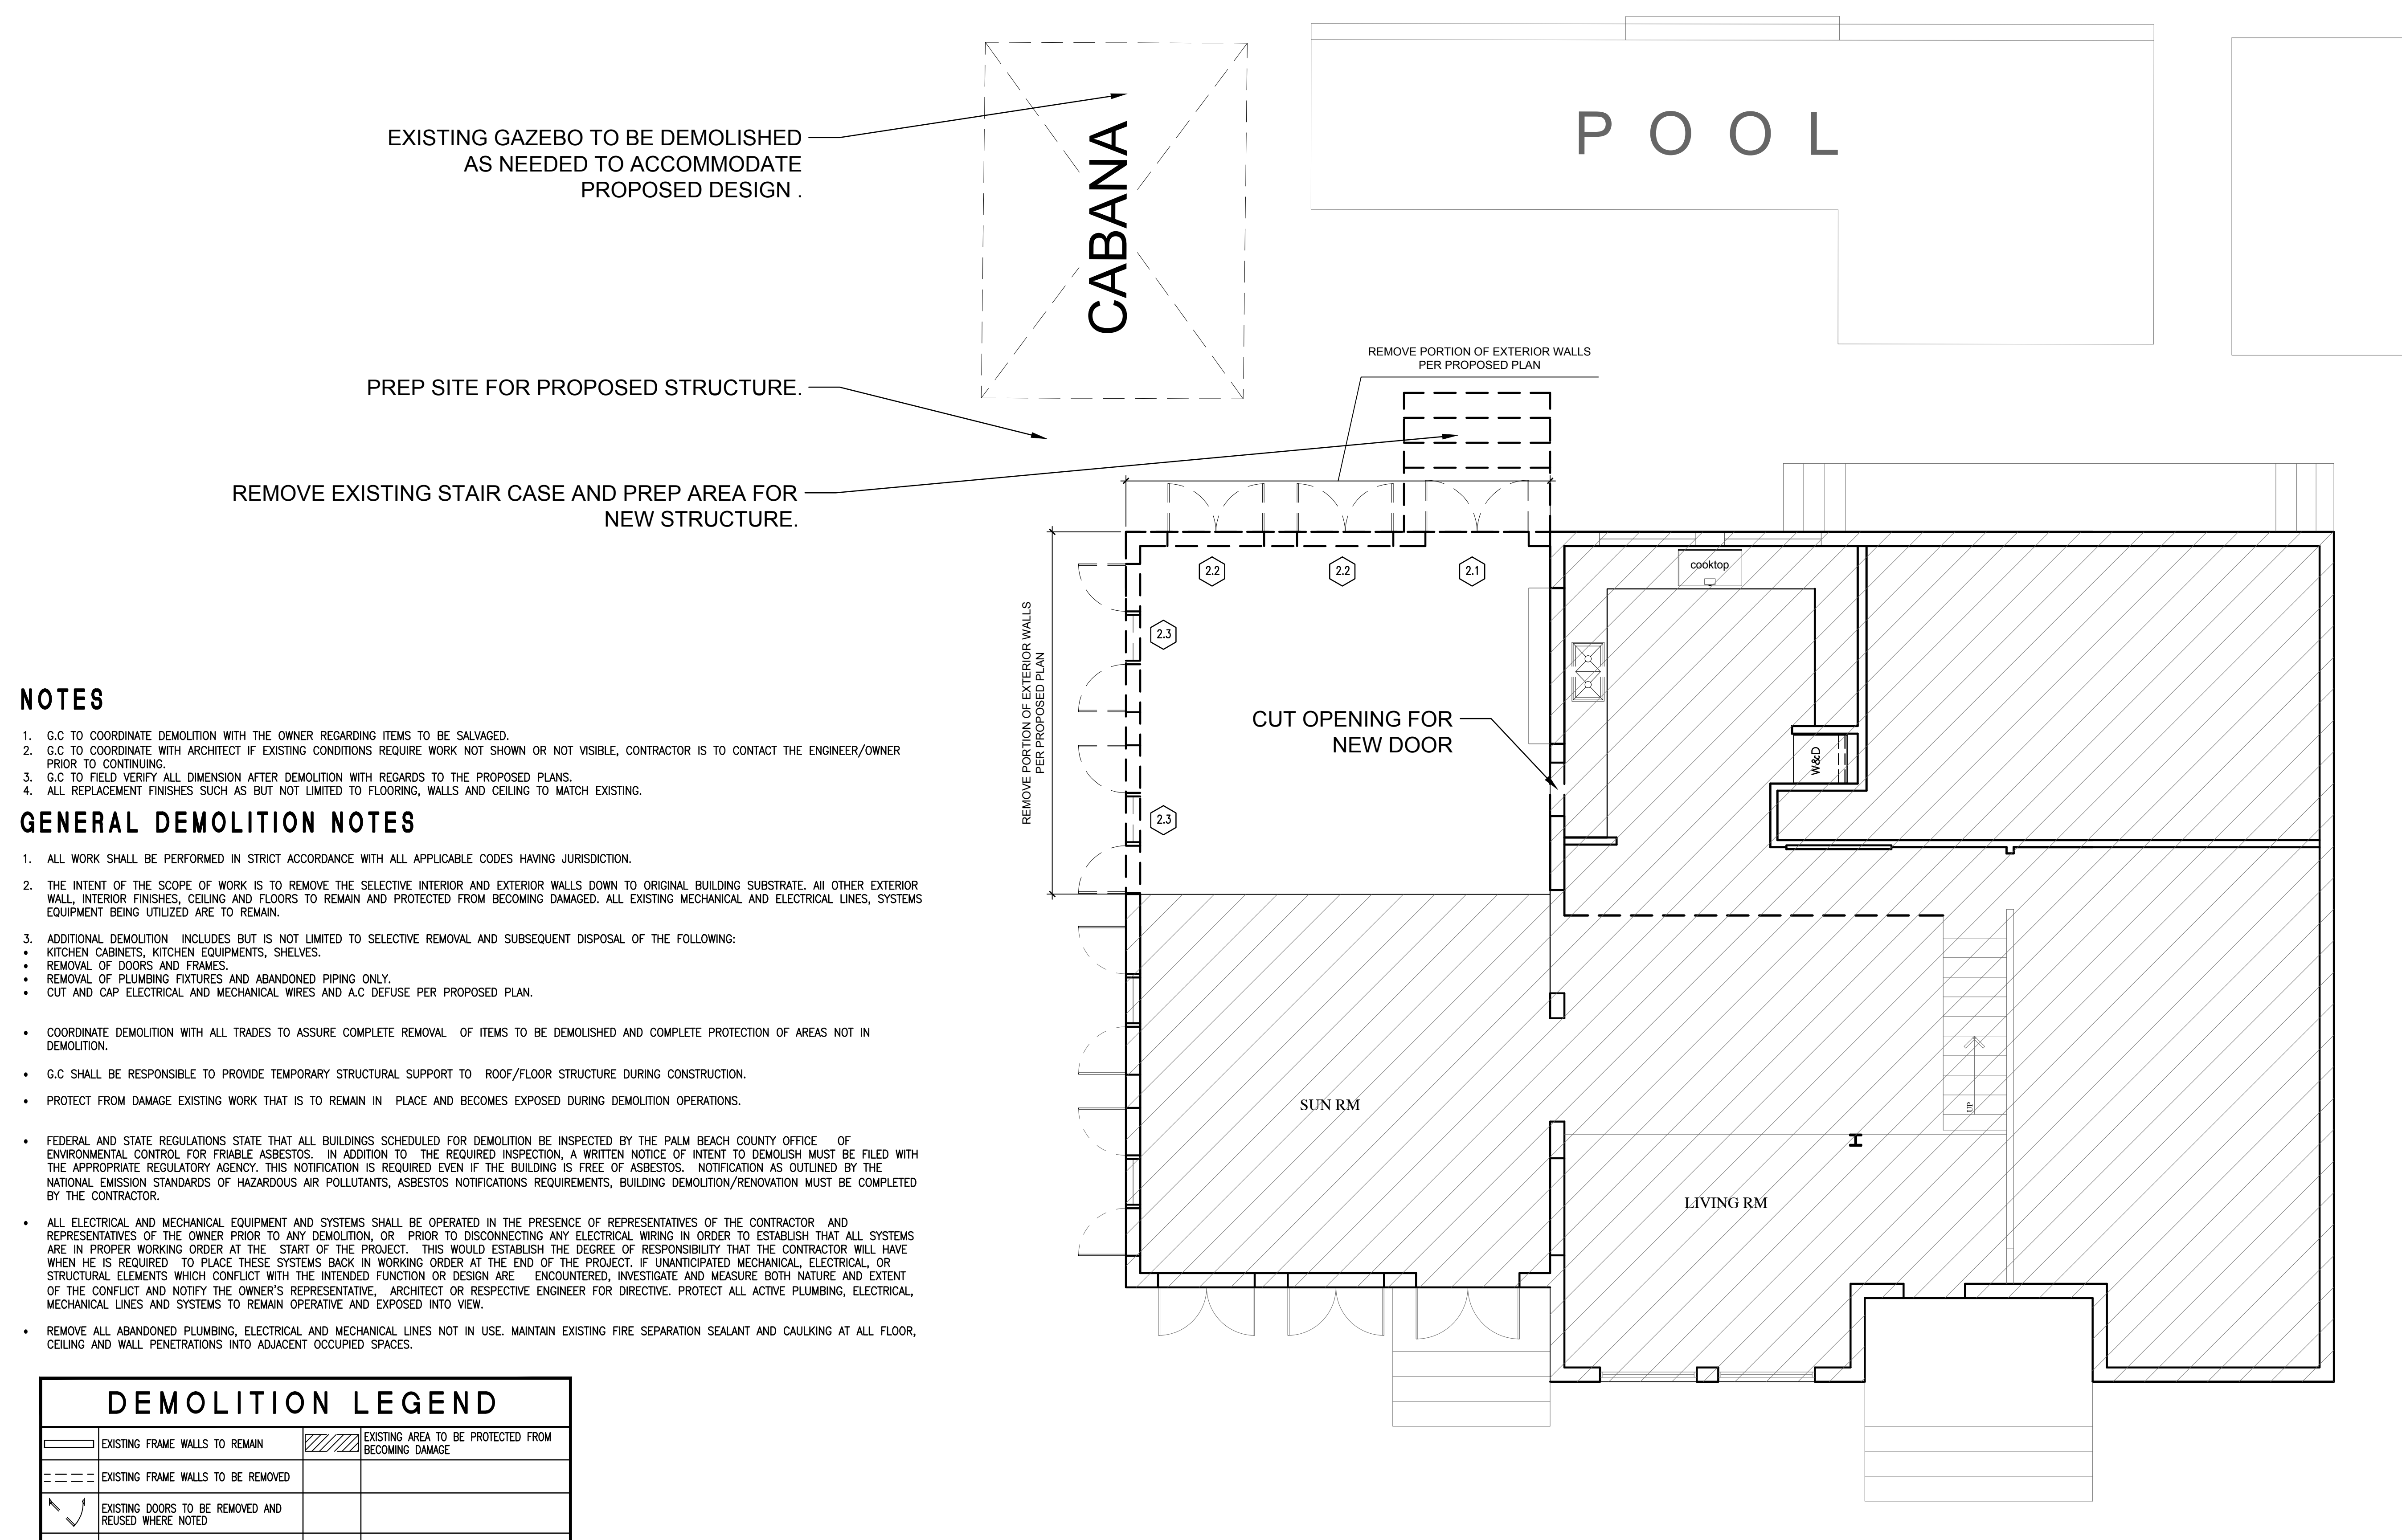 EXISTING GAZEBO TO BE DEMOLISHED
AS NEEDED TO ACCOMMODATE
PROPOSED DESIGN .
CABANA
POOL
PREP SITE FOR PROPOSED STRUCTURE.
REMOVE PORTION OF EXTERIOR WALLS
PER PROPOSED PLAN
REMOVE EXISTING STAIR CASE AND PREP AREA FOR
NEW STRUCTURE.
2.2
2.2
2.1
cooktop
2.3
REMOVE PORTION OF EXTERIOR WALLS
PER PROPOSED PLAN
CUT OPENING FOR
NEW DOOR
W&D
2.3
SUN RM
UP
LIVING RM
NOTES
1. G.C TO COORDINATE DEMOLITION WITH THE OWNER REGARDING ITEMS TO BE SALVAGED.
2. G.C TO COORDINATE WITH ARCHITECT IF EXISTING CONDITIONS REQUIRE WORK NOT SHOWN OR NOT VISIBLE, CONTRACTOR IS TO CONTACT THE ENGINEER/OWNER
PRIOR TO CONTINUING.
3. G.C TO FIELD VERIFY ALL DIMENSION AFTER DEMOLITION WITH REGARDS TO THE PROPOSED PLANS.
4. ALL REPLACEMENT FINISHES SUCH AS BUT NOT LIMITED TO FLOORING, WALLS AND CEILING TO MATCH EXISTING.
GENERAL DEMOLITION NOTES
1. ALL WORK SHALL BE PERFORMED IN STRICT ACCORDANCE WITH ALL APPLICABLE CODES HAVING JURISDICTION.
2. THE INTENT OF THE SCOPE OF WORK IS TO REMOVE THE SELECTIVE INTERIOR AND EXTERIOR WALLS DOWN TO ORIGINAL BUILDING SUBSTRATE. All OTHER EXTERIOR
WALL, INTERIOR FINISHES, CEILING AND FLOORS TO REMAIN AND PROTECTED FROM BECOMING DAMAGED. ALL EXISTING MECHANICAL AND ELECTRICAL LINES, SYSTEMS
EQUIPMENT BEING UTILIZED ARE TO REMAIN.
3. ADDITIONAL DEMOLITION INCLUDES BUT IS NOT LIMITED TO SELECTIVE REMOVAL AND SUBSEQUENT DISPOSAL OF THE FOLLOWING:
• KITCHEN CABINETS, KITCHEN EQUIPMENTS, SHELVES.
• REMOVAL OF DOORS AND FRAMES.
• REMOVAL OF PLUMBING FIXTURES AND ABANDONED PIPING ONLY.
• CUT AND CAP ELECTRICAL AND MECHANICAL WIRES AND A.C DEFUSE PER PROPOSED PLAN.
• COORDINATE DEMOLITION WITH ALL TRADES TO ASSURE COMPLETE REMOVAL OF ITEMS TO BE DEMOLISHED AND COMPLETE PROTECTION OF AREAS NOT IN
DEMOLITION.
• G.C SHALL BE RESPONSIBLE TO PROVIDE TEMPORARY STRUCTURAL SUPPORT TO ROOF/FLOOR STRUCTURE DURING CONSTRUCTION.
• PROTECT FROM DAMAGE EXISTING WORK THAT IS TO REMAIN IN PLACE AND BECOMES EXPOSED DURING DEMOLITION OPERATIONS.
• FEDERAL AND STATE REGULATIONS STATE THAT ALL BUILDINGS SCHEDULED FOR DEMOLITION BE INSPECTED BY THE PALM BEACH COUNTY OFFICE OF
ENVIRONMENTAL CONTROL FOR FRIABLE ASBESTOS. IN ADDITION TO THE REQUIRED INSPECTION, A WRITTEN NOTICE OF INTENT TO DEMOLISH MUST BE FILED WITH
THE APPROPRIATE REGULATORY AGENCY. THIS NOTIFICATION IS REQUIRED EVEN IF THE BUILDING IS FREE OF ASBESTOS. NOTIFICATION AS OUTLINED BY THE
NATIONAL EMISSION STANDARDS OF HAZARDOUS AIR POLLUTANTS, ASBESTOS NOTIFICATIONS REQUIREMENTS, BUILDING DEMOLITION/RENOVATION MUST BE COMPLETED
BY THE CONTRACTOR.
• ALL ELECTRICAL AND MECHANICAL EQUIPMENT AND SYSTEMS SHALL BE OPERATED IN THE PRESENCE OF REPRESENTATIVES OF THE CONTRACTOR AND
REPRESENTATIVES OF THE OWNER PRIOR TO ANY DEMOLITION, OR PRIOR TO DISCONNECTING ANY ELECTRICAL WIRING IN ORDER TO ESTABLISH THAT ALL SYSTEMS
ARE IN PROPER WORKING ORDER AT THE START OF THE PROJECT. THIS WOULD ESTABLISH THE DEGREE OF RESPONSIBILITY THAT THE CONTRACTOR WILL HAVE
WHEN HE IS REQUIRED TO PLACE THESE SYSTEMS BACK IN WORKING ORDER AT THE END OF THE PROJECT. IF UNANTICIPATED MECHANICAL, ELECTRICAL, OR
STRUCTURAL ELEMENTS WHICH CONFLICT WITH THE INTENDED FUNCTION OR DESIGN ARE ENCOUNTERED, INVESTIGATE AND MEASURE BOTH NATURE AND EXTENT
OF THE CONFLICT AND NOTIFY THE OWNER'S REPRESENTATIVE, ARCHITECT OR RESPECTIVE ENGINEER FOR DIRECTIVE. PROTECT ALL ACTIVE PLUMBING, ELECTRICAL,
MECHANICAL LINES AND SYSTEMS TO REMAIN OPERATIVE AND EXPOSED INTO VIEW.
• REMOVE ALL ABANDONED PLUMBING, ELECTRICAL AND MECHANICAL LINES NOT IN USE. MAINTAIN EXISTING FIRE SEPARATION SEALANT AND CAULKING AT ALL FLOOR,
CEILING AND WALL PENETRATIONS INTO ADJACENT OCCUPIED SPACES.
DEMOLITION LEGEND
EXISTING FRAME WALLS TO REMAIN
EXISTING AREA TO BE PROTECTED FROM
BECOMING DAMAGE
EXISTING FRAME WALLS TO BE REMOVED
EXISTING DOORS TO BE REMOVED AND
REUSED WHERE NOTED